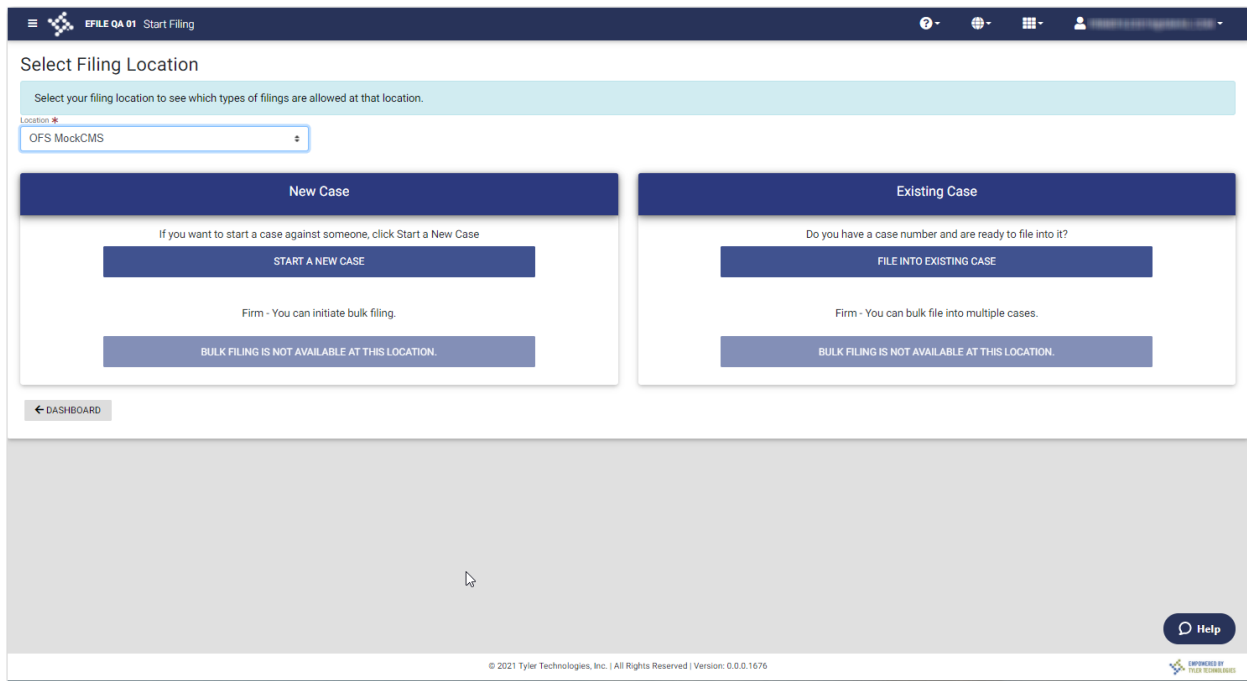 EFILE QA 01 Start Filing
Select Filing Location
Select your filing location to see which types of filings are allowed at that location.
Location *
OFS MockCMS
New Case
If you want to start a case against someone, click Start a New Case
START A NEW CASE
Firm - You can initiate bulk filing.
BULK FILING IS NOT AVAILABLE AT THIS LOCATION.
Existing Case
Do you have a case number and are ready to file into it?
FILE INTO EXISTING CASE
Firm - You can bulk file into multiple cases.
BULK FILING IS NOT AVAILABLE AT THIS LOCATION.
DASHBOARD
Help
© 2021 Tyler Technologies, Inc. | All Rights Reserved | Version: 0.0.0.1676
EMPOWERED BY
TYLER TECHNOLOGIES